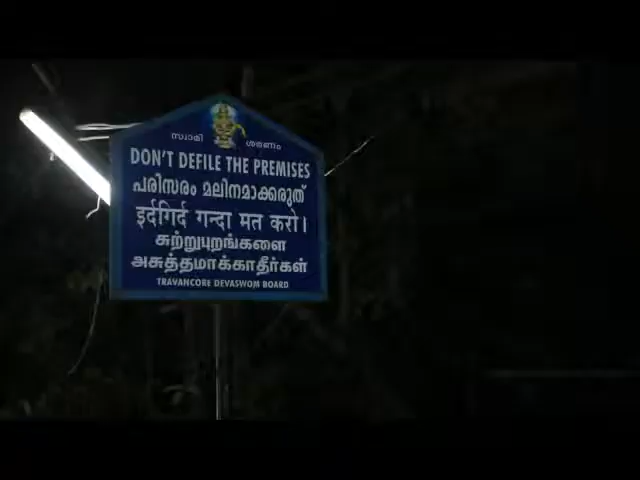 സ്വാമി ശരണം
DON'T DEFILE THE PREMISES
പരിസരം മലിനമാക്കരുത്
इर्दगिर्द गन्दा मत करो।
சுற்றுபுறங்களை
அசுத்தமாக்காதீர்கள்
TRAVANCORE DEVASWOM BOARD